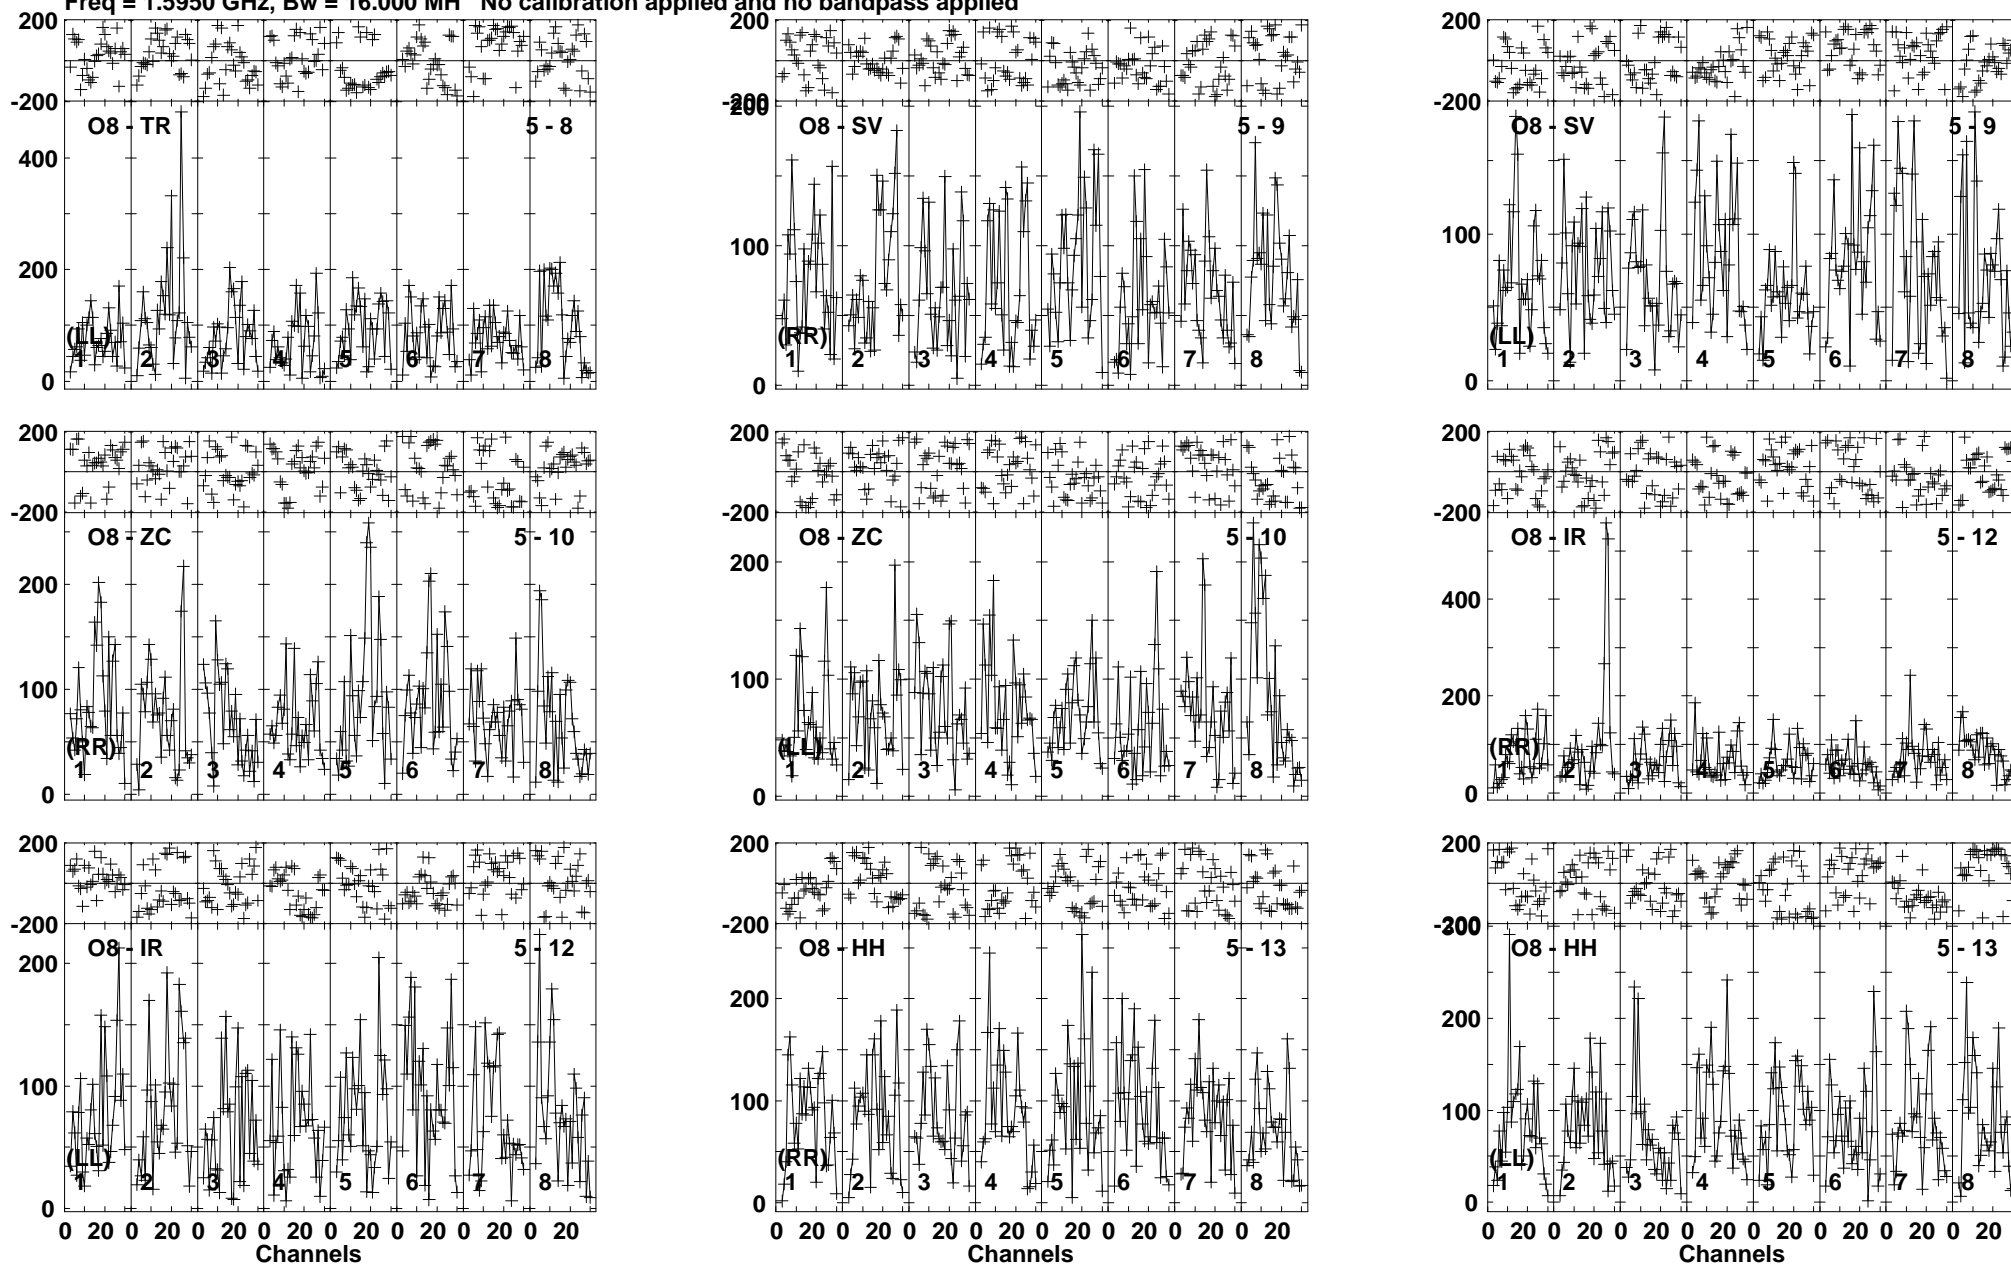 Freq = 1.5950 GHz, Bw = 16.000 MH No calibration applied and no bandpass applied
200 200 200
-200 -200 -200
O8 - TR 5 - 8 200 O8 - SV 5 - 9 O8 - SV 5 - 9
400
200 100 100
(LL) (RR) (LL)
1 2 3 4 5 6 7 8 1 2 3 4 5 6 7 8 1 2 3 4 5 6 7 8
0 0 0
200 200 200
-200 -200 -200
O8 - ZC 5 - 10 O8 - ZC 5 - 10 O8 - IR 5 - 12
200 200 400
100 100 200
(RR) (LL) (RR)
1 2 3 4 5 6 7 8 1 2 3 4 5 6 7 8 1 2 3 4 5 6 7 8
0 0 0
200 200 200
-200 -200 -200
O8 - IR 5 - 12 O8 - HH 5 - 13 300 O8 - HH 5 - 13
200 200 200
100 100 100
(LL) (RR) (LL)
1 2 3 4 5 6 7 8 1 2 3 4 5 6 7 8 1 2 3 4 5 6 7 8
0 0 0
0 20 0 20 0 20 0 20 0 20 0 20 0 20 0 20 0 20 0 20 0 20 0 20 0 20 0 20 0 20 0 20 0 20 0 20 0 20 0 20 0 20 0 20 0 20 0 20
Channels Channels Channels